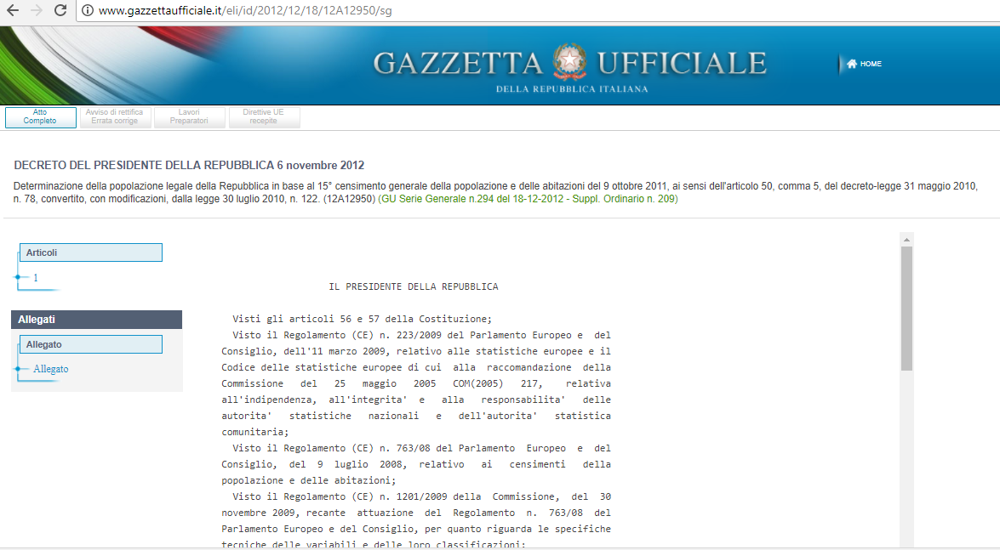 www.gazzettaufficiale.it/eli/id/2012/12/18/12A12950/sg
GAZZETTA UFFICIALE
DELLA REPUBBLICA ITALIANA
HOME
Atto
Completo
Avviso di rettifica
Errata corrige
Lavori
Preparatori
Direttive UE
recepite
DECRETO DEL PRESIDENTE DELLA REPUBBLICA 6 novembre 2012
Determinazione della popolazione legale della Repubblica in base al 15° censimento generale della popolazione e delle abitazioni del 9 ottobre 2011, ai sensi dell'articolo 50, comma 5, del decreto-legge 31 maggio 2010,
n. 78, convertito, con modificazioni, dalla legge 30 luglio 2010, n. 122. (12A12950) (GU Serie Generale n.294 del 18-12-2012 - Suppl. Ordinario n. 209)
Articoli
1
Allegati
Allegato
Allegato
IL PRESIDENTE DELLA REPUBBLICA
Visti gli articoli 56 e 57 della Costituzione;
Visto il Regolamento (CE) n. 223/2009 del Parlamento Europeo e del
Consiglio, dell'11 marzo 2009, relativo alle statistiche europee e il
Codice delle statistiche europee di cui alla raccomandazione della
Commissione del 25 maggio 2005 COM(2005) 217, relativa
all'indipendenza, all'integrita' e alla responsabilita' delle
autorita' statistiche nazionali e dell'autorita' statistica
comunitaria;
Visto il Regolamento (CE) n. 763/08 del Parlamento Europeo e del
Consiglio, del 9 luglio 2008, relativo ai censimenti della
popolazione e delle abitazioni;
Visto il Regolamento (CE) n. 1201/2009 della Commissione, del 30
novembre 2009, recante attuazione del Regolamento n. 763/08 del
Parlamento Europeo e del Consiglio, per quanto riguarda le specifiche
tecniche delle variabili e delle loro classificazioni;